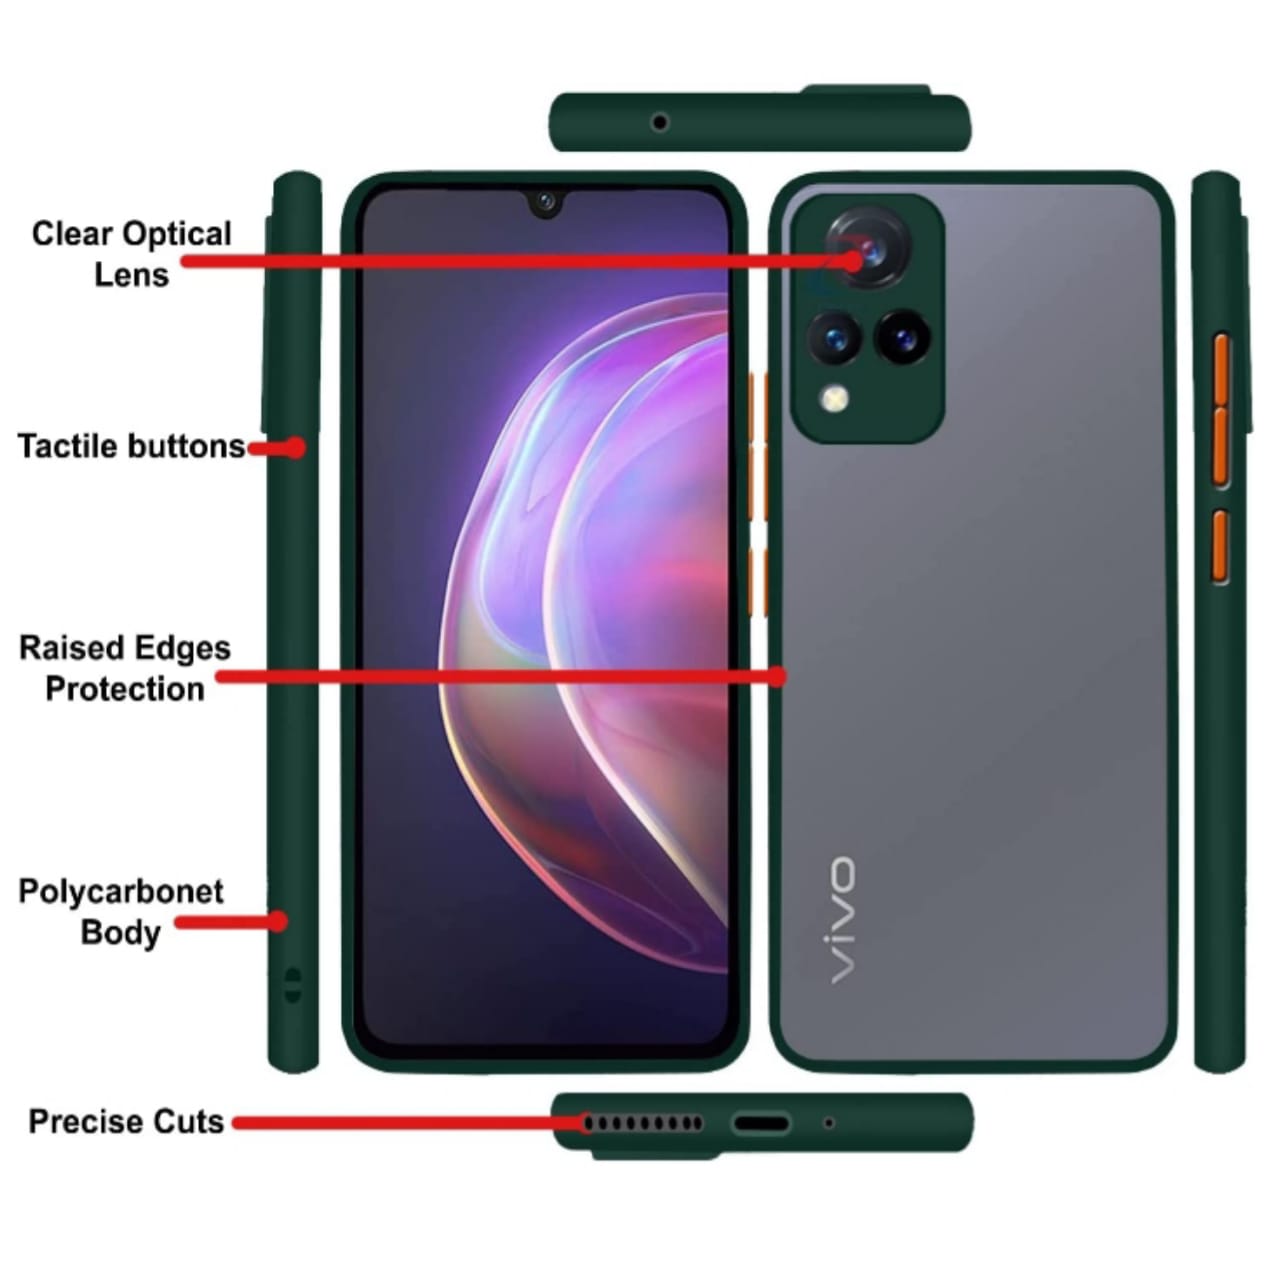 Clear Optical
Lens
Tactile buttons
Raised Edges
Protection
Polycarbonet
Body
vivo
Precise Cuts